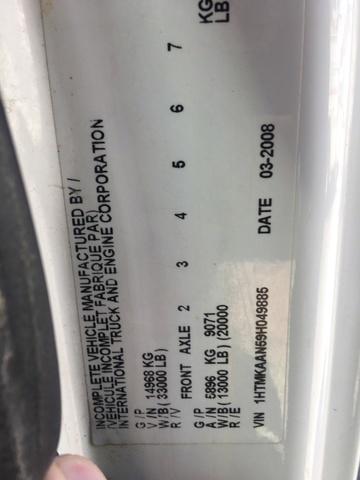 INCOMPLETE VEHICLE MANUFACTURED BY /
(VEHICULE INCOMPLET FABRIQUE PAR)
INTERNATIONAL TRUCK AND ENGINE CORPORATION
G / P
V / N 14968 KG
W/B( 33000 LB)
R / V
FRONT AXLE 2 3 4 5 6 7
G / P
A / N 5896 KG 9071 KG
W/B( 13000 LB) (20000 LB
R / E
VIN 1HTMKAAN69H049885 DATE 03-2008